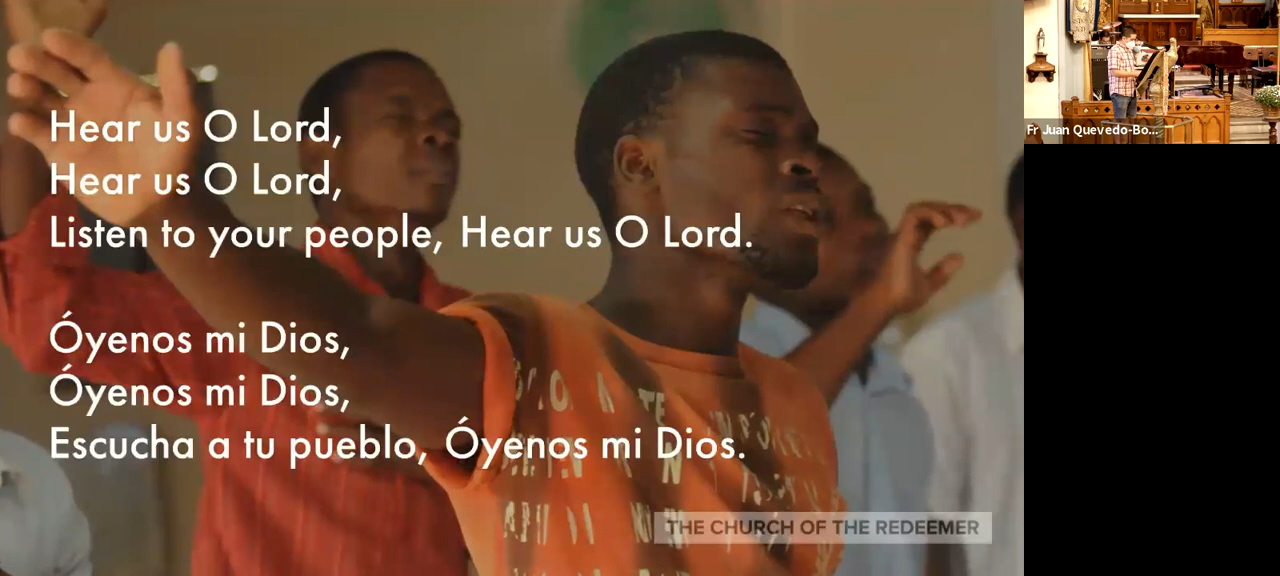 Hear us O Lord,
Hear us O Lord,
Listen to your people, Hear us O Lord.
Óyenos mi Dios,
Óyenos mi Dios,
Escucha a tu pueblo, Óyenos mi Dios.
THE CHURCH OF THE REDEEMER
Fr Juan Quevedo-Bo...